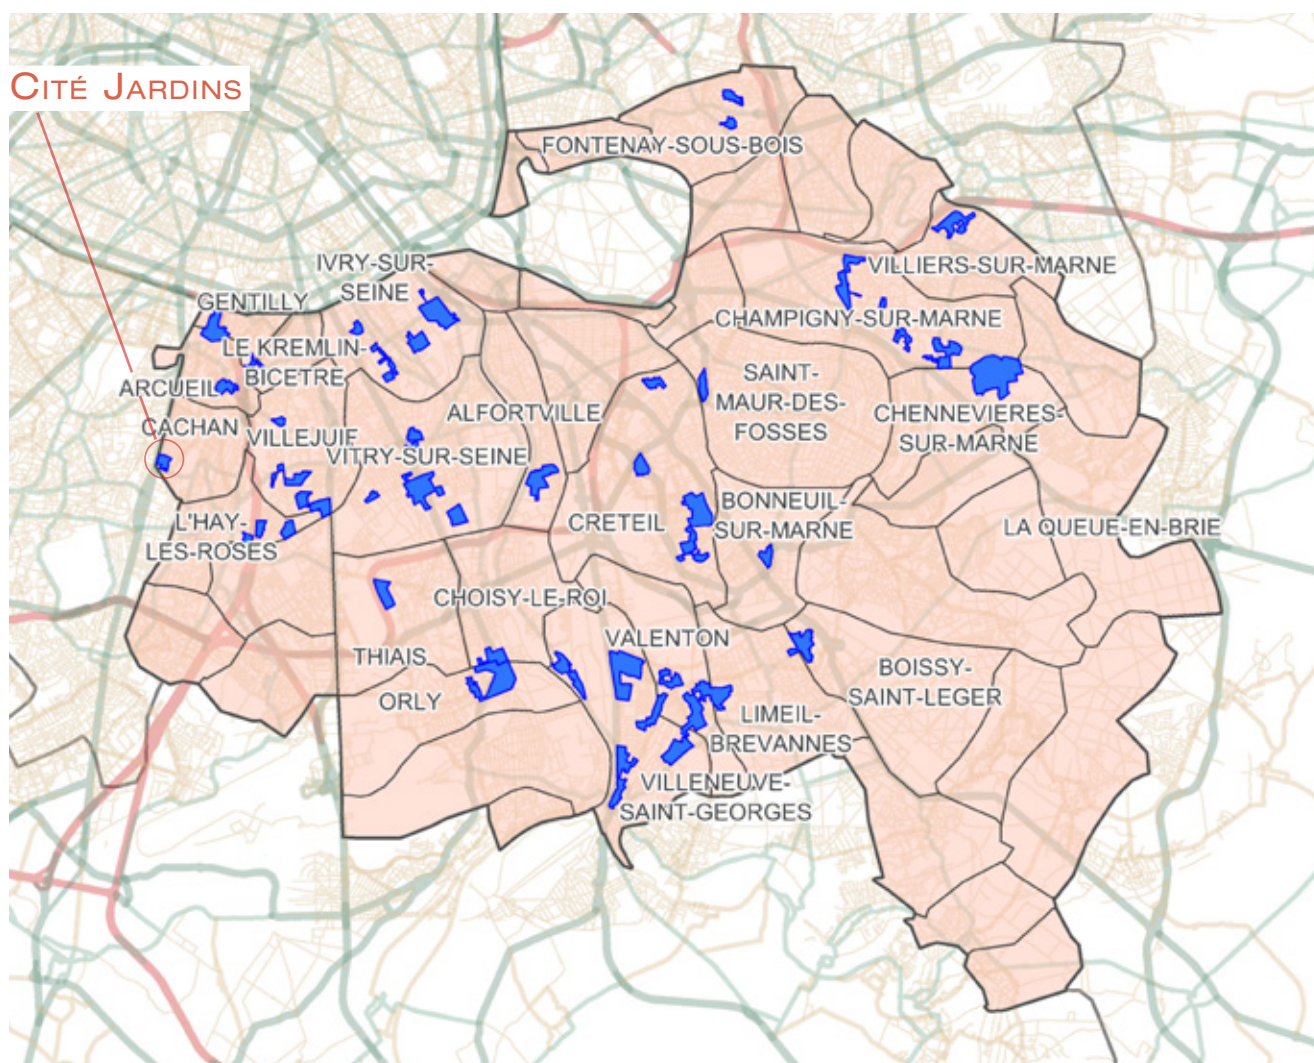 CITÉ JARDINS
FONTENAY-SOUS-BOIS
IVRY-SUR-
SEINE
VILLIERS-SUR-MARNE
GENTILLY
CHAMPIGNY-SUR-MARNE
LE KREMLIN-
BICETRE
ARCUEIL
SAINT-
MAUR-DES-
FOSSES
ALFORTVILLE
CHENNEVIERES-
SUR-MARNE
CACHAN
VILLEJUIF
VITRY-SUR-SEINE
L'HAY-
LES-ROSES
CRETEIL
BONNEUIL-
SUR-MARNE
LA QUEUE-EN-BRIE
CHOISY-LE-ROI
VALENTON
THIAIS
BOISSY-
SAINT-LEGER
ORLY
LIMEIL-
BREVANNES
VILLENEUVE-
SAINT-GEORGES